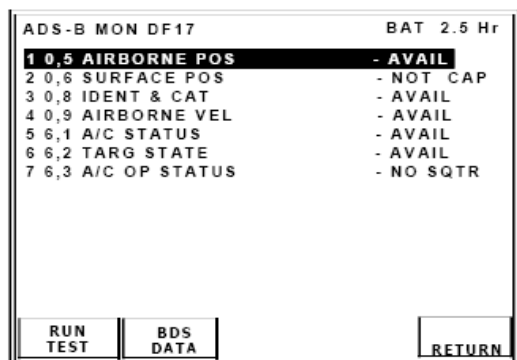 ADS-B MON DF17 BAT 2.5 Hr
1 0,5 AIRBORNE POS - AVAIL
2 0,6 SURFACE POS - NOT CAP
3 0,8 IDENT & CAT - AVAIL
4 0,9 AIRBORNE VEL - AVAIL
5 6,1 A/C STATUS - AVAIL
6 6,2 TARG STATE - AVAIL
7 6,3 A/C OP STATUS - NO SQTR
RUN TEST
BDS DATA
RETURN